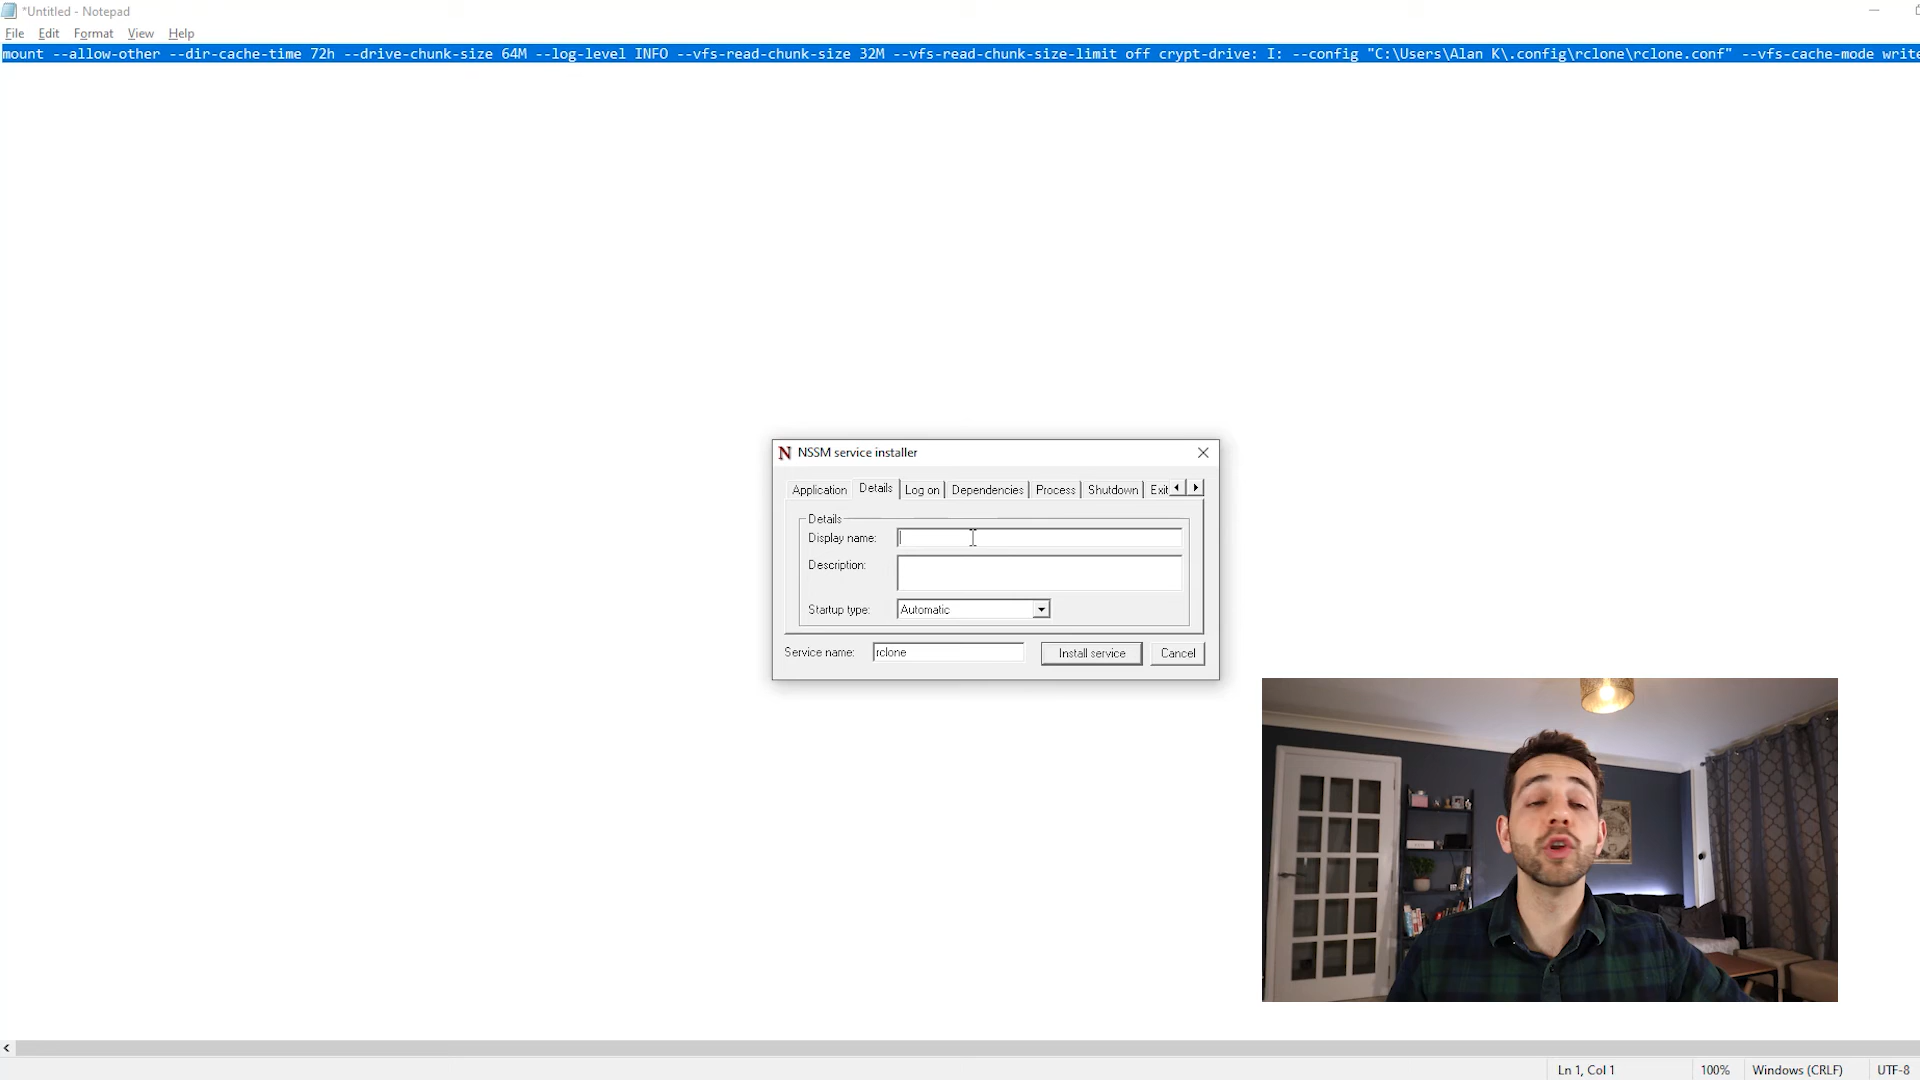 *Untitled - Notepad
File Edit Format View Help
mount --allow-other --dir-cache-time 72h --drive-chunk-size 64M --log-level INFO --vfs-read-chunk-size 32M --vfs-read-chunk-size-limit off crypt-drive: I: --config "C:\Users\Alan K\.config\rclone\rclone.conf" --vfs-cache-mode write
NSSM service installer
Application Details Log on Dependencies Process Shutdown Exit
Details
Display name:
Description:
Startup type: Automatic
Service name: rclone Install service Cancel
Ln 1, Col 1 100% Windows (CRLF) UTF-8